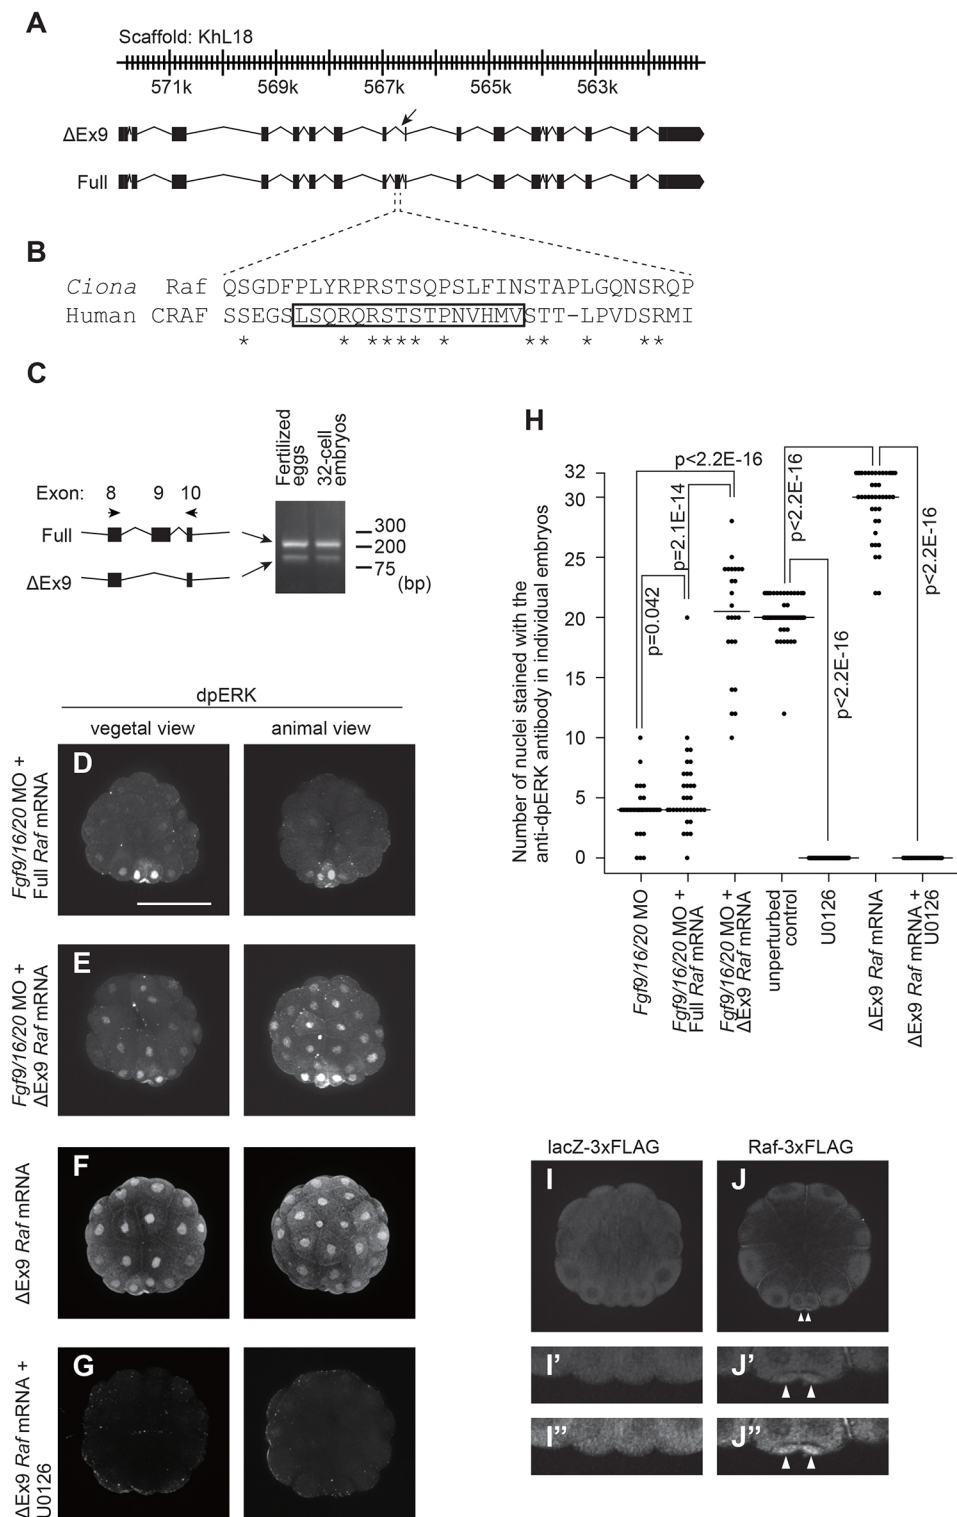 A
Scaffold: KhL18
571k 569k 567k 565k 563k
ΔEx9
Full
B
Ciona Raf QSGDFPLYRPRSTSQPSLFINSTAPLGQNSRQP
Human CRAF SSEGSLSQRQRSTSTPNVHMVSTT-LPVDSRMI
* * * * * * * * * * * *
C
Fertilized
eggs
32-cell
embryos
Exon: 8 9 10
Full
ΔEx9
300
200
75
(bp)
dpERK
vegetal view
animal view
D
Fgf9/16/20 MO +
Full Raf mRNA
E
Fgf9/16/20 MO +
ΔEx9 Raf mRNA
F
ΔEx9 Raf mRNA
G
ΔEx9 Raf mRNA +
U0126
H
Number of nuclei stained with the
anti-dpERK antibody in individual embryos
32
30
25
20
15
10
5
0
p<2.2E-16
p=2.1E-14
p=0.042
p<2.2E-16
p<2.2E-16
p<2.2E-16
Fgf9/16/20 MO
Fgf9/16/20 MO +
Full Raf mRNA
Fgf9/16/20 MO +
ΔEx9 Raf mRNA
unperturbed
control
U0126
ΔEx9 Raf mRNA
ΔEx9 Raf mRNA +
U0126
lacZ-3xFLAG
Raf-3xFLAG
I
J
I'
J'
I"
J"